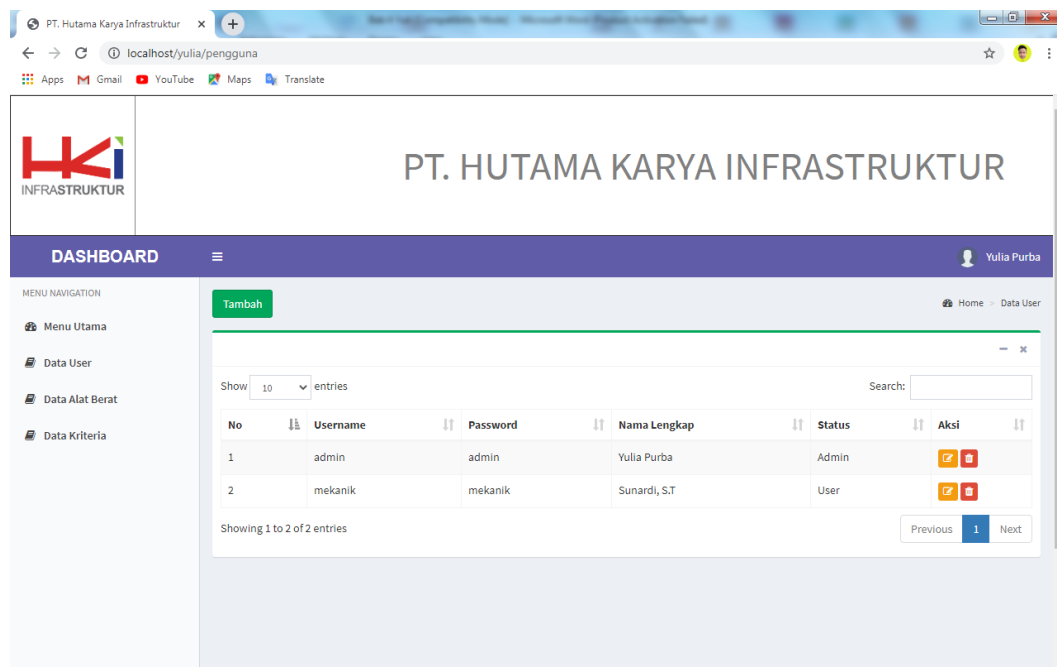 PT. Hutama Karya Infrastruktur
localhost/yulia/pengguna
Apps Gmail YouTube Maps Translate
HKi
INFRASTRUKTUR
PT. HUTAMA KARYA INFRASTRUKTUR
DASHBOARD
Yulia Purba
MENU NAVIGATION
Menu Utama
Data User
Data Alat Berat
Data Kriteria
Tambah
Home > Data User
Show 10 entries
Search:
No Username Password Nama Lengkap Status Aksi
1 admin admin Yulia Purba Admin
2 mekanik mekanik Sunardi, S.T User
Showing 1 to 2 of 2 entries
Previous 1 Next